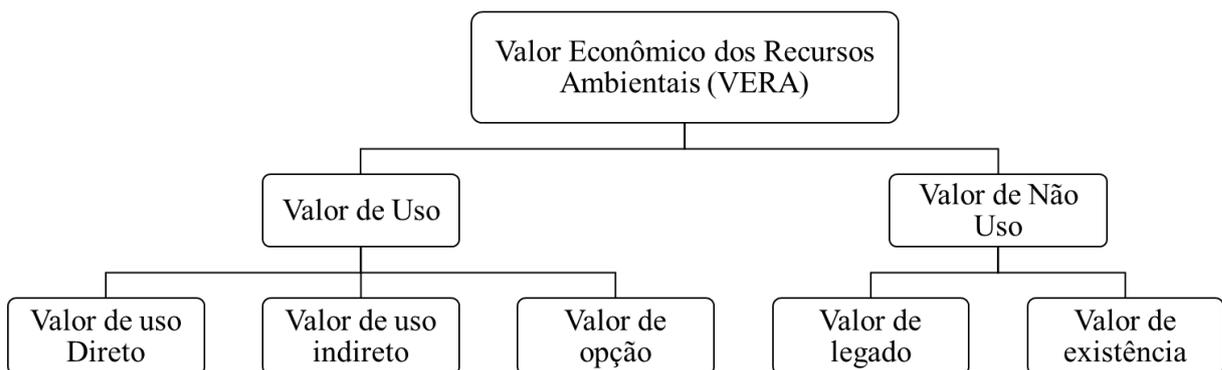 Valor Econômico dos Recursos
Ambientais (VERA)
Valor de Uso
Valor de Não
Uso
Valor de uso
Direto
Valor de uso
indireto
Valor de
opção
Valor de
legado
Valor de
existência